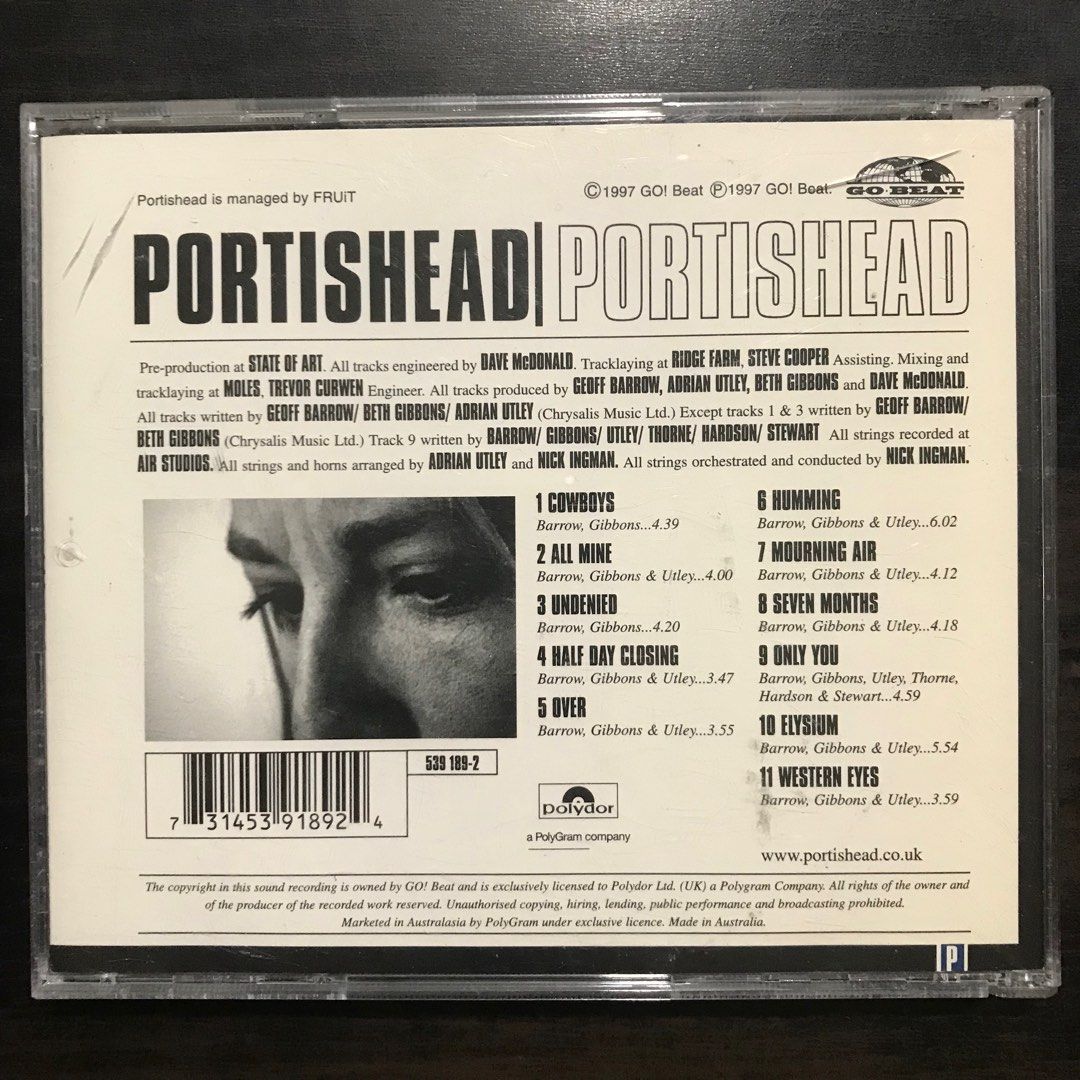 Portishead is managed by FRUiT
Ⓒ1997 GO! Beat Ⓟ1997 GO! Beat.
GO·BEAT
PORTISHEAD| PORTISHEAD
Pre-production at STATE OF ART. All tracks engineered by DAVE McDONALD. Tracklaying at RIDGE FARM, STEVE COOPER Assisting. Mixing and
tracklaying at MOLES, TREVOR CURWEN Engineer. All tracks produced by GEOFF BARROW, ADRIAN UTLEY, BETH GIBBONS and DAVE McDONALD.
All tracks written by GEOFF BARROW/ BETH GIBBONS/ ADRIAN UTLEY (Chrysalis Music Ltd.) Except tracks 1 & 3 written by GEOFF BARROW/
BETH GIBBONS (Chrysalis Music Ltd.) Track 9 written by BARROW/ GIBBONS/ UTLEY/ THORNE/ HARDSON/ STEWART All strings recorded at
AIR STUDIOS. All strings and horns arranged by ADRIAN UTLEY and NICK INGMAN. All strings orchestrated and conducted by NICK INGMAN.
1 COWBOYS
Barrow, Gibbons...4.39
2 ALL MINE
Barrow, Gibbons & Utley...4.00
3 UNDENIED
Barrow, Gibbons...4.20
4 HALF DAY CLOSING
Barrow, Gibbons & Utley...3.47
5 OVER
Barrow, Gibbons & Utley...3.55
6 HUMMING
Barrow, Gibbons & Utley...6.02
7 MOURNING AIR
Barrow, Gibbons & Utley...4.12
8 SEVEN MONTHS
Barrow, Gibbons & Utley...4.18
9 ONLY YOU
Barrow, Gibbons, Utley, Thorne,
Hardson & Stewart...4.59
10 ELYSIUM
Barrow, Gibbons & Utley...5.54
11 WESTERN EYES
Barrow, Gibbons & Utley...3.59
539 189-2
7 31453 91892 4
polydor
a PolyGram company
www.portishead.co.uk
The copyright in this sound recording is owned by GO! Beat and is exclusively licensed to Polydor Ltd. (UK) a Polygram Company. All rights of the owner and
of the producer of the recorded work reserved. Unauthorised copying, hiring, lending, public performance and broadcasting prohibited.
Marketed in Australasia by PolyGram under exclusive licence. Made in Australia.
P